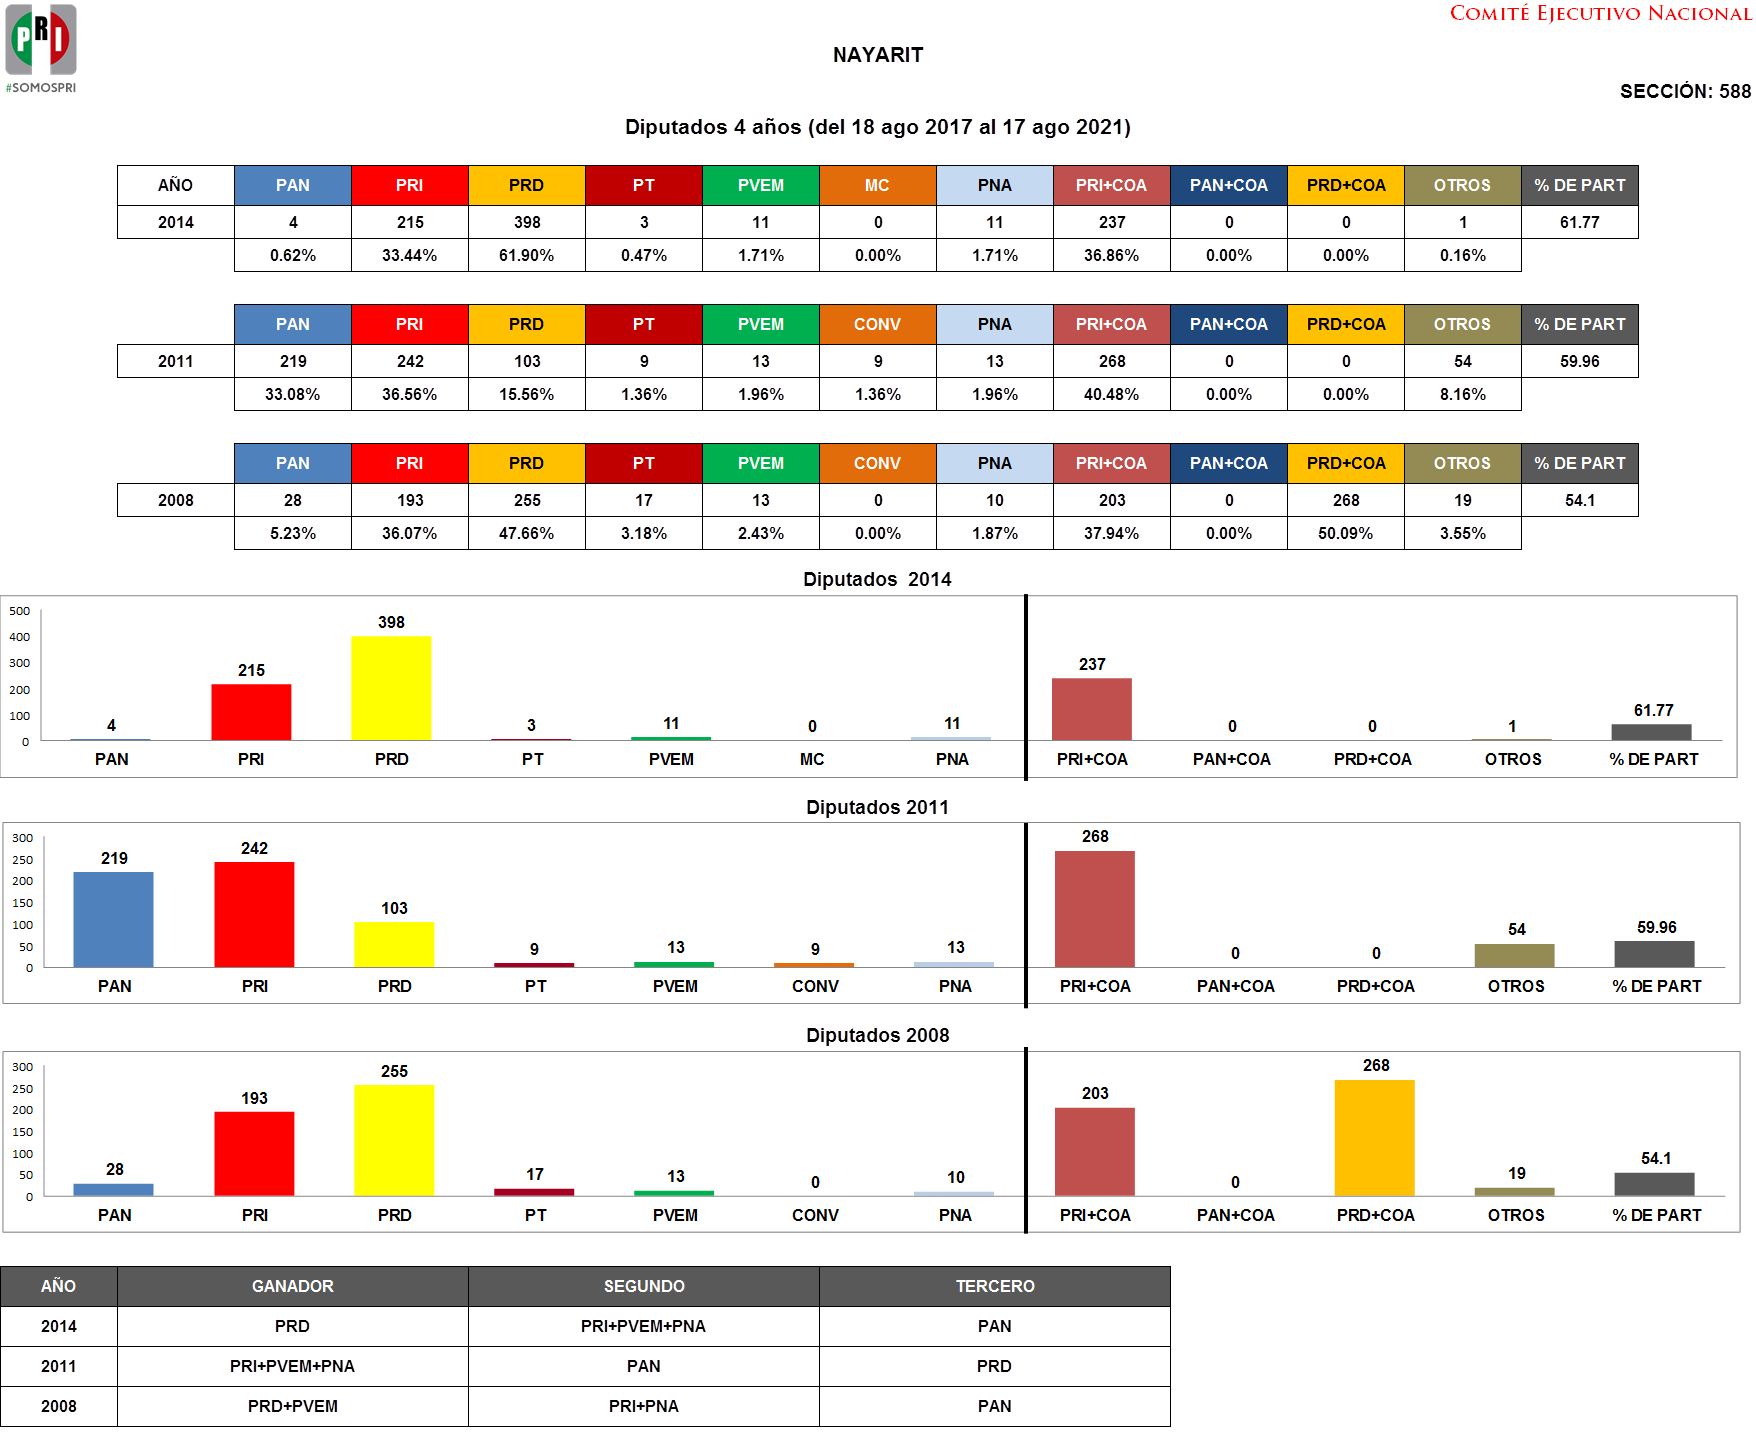 COMITÉ EJECUTIVO NACIONAL
PRI
#SOMOSPRI
NAYARIT
SECCIÓN: 588
Diputados 4 años (del 18 ago 2017 al 17 ago 2021)
AÑO PAN PRI PRD PT PVEM MC PNA PRI+COA PAN+COA PRD+COA OTROS % DE PART
2014 4 215 398 3 11 0 11 237 0 0 1 61.77
0.62% 33.44% 61.90% 0.47% 1.71% 0.00% 1.71% 36.86% 0.00% 0.00% 0.16%
PAN PRI PRD PT PVEM CONV PNA PRI+COA PAN+COA PRD+COA OTROS % DE PART
2011 219 242 103 9 13 9 13 268 0 0 54 59.96
33.08% 36.56% 15.56% 1.36% 1.96% 1.36% 1.96% 40.48% 0.00% 0.00% 8.16%
PAN PRI PRD PT PVEM CONV PNA PRI+COA PAN+COA PRD+COA OTROS % DE PART
2008 28 193 255 17 13 0 10 203 0 268 19 54.1
5.23% 36.07% 47.66% 3.18% 2.43% 0.00% 1.87% 37.94% 0.00% 50.09% 3.55%
Diputados 2014
500
400
300
200
100
0
4 215 398 3 11 0 11 237 0 0 1 61.77
PAN PRI PRD PT PVEM MC PNA PRI+COA PAN+COA PRD+COA OTROS % DE PART
Diputados 2011
300
250
200
150
100
50
0
219 242 103 9 13 9 13 268 0 0 54 59.96
PAN PRI PRD PT PVEM CONV PNA PRI+COA PAN+COA PRD+COA OTROS % DE PART
Diputados 2008
300
250
200
150
100
50
0
28 193 255 17 13 0 10 203 0 268 19 54.1
PAN PRI PRD PT PVEM CONV PNA PRI+COA PAN+COA PRD+COA OTROS % DE PART
AÑO GANADOR SEGUNDO TERCERO
2014 PRD PRI+PVEM+PNA PAN
2011 PRI+PVEM+PNA PAN PRD
2008 PRD+PVEM PRI+PNA PAN